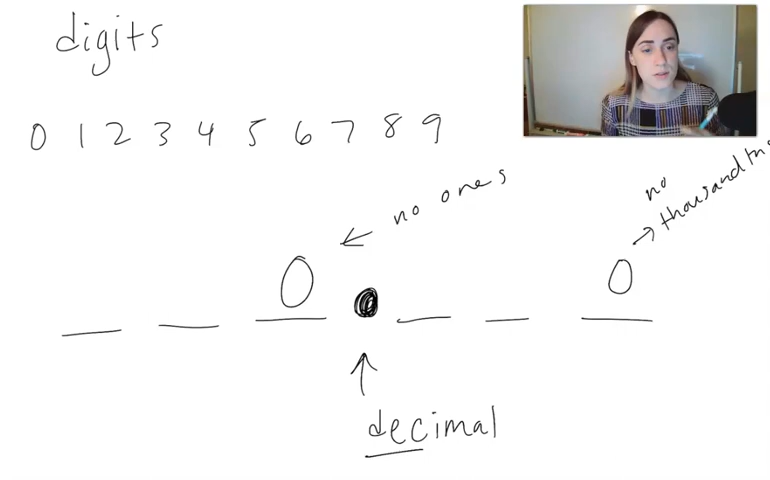 digits
0 1 2 3 4 5 6 7 8 9
no ones
no
thousandths
0 . 0
decimal